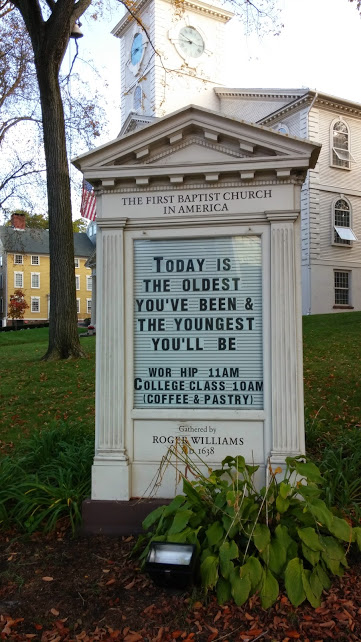 THE FIRST BAPTIST CHURCH
IN AMERICA
TODAY IS
THE OLDEST
YOU'VE BEEN &
THE YOUNGEST
YOU'LL BE
WOR HIP 11AM
COLLEGE CLASS 10AM
(COFFEE & PASTRY)
Gathered by
ROGER WILLIAMS
A.D. 1638